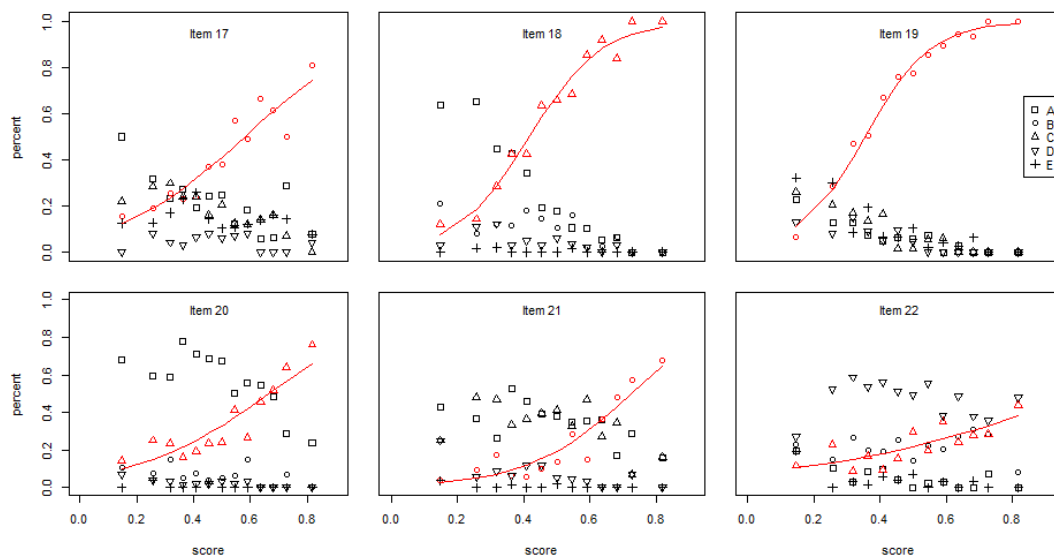 Item 17
Item 18
Item 19
percent
0.0 0.2 0.4 0.6 0.8 1.0
A
B
C
D
E
Item 20
Item 21
Item 22
percent
0.0 0.2 0.4 0.6 0.8 1.0
0.0 0.2 0.4 0.6 0.8
0.0 0.2 0.4 0.6 0.8
0.0 0.2 0.4 0.6 0.8
score
score
score